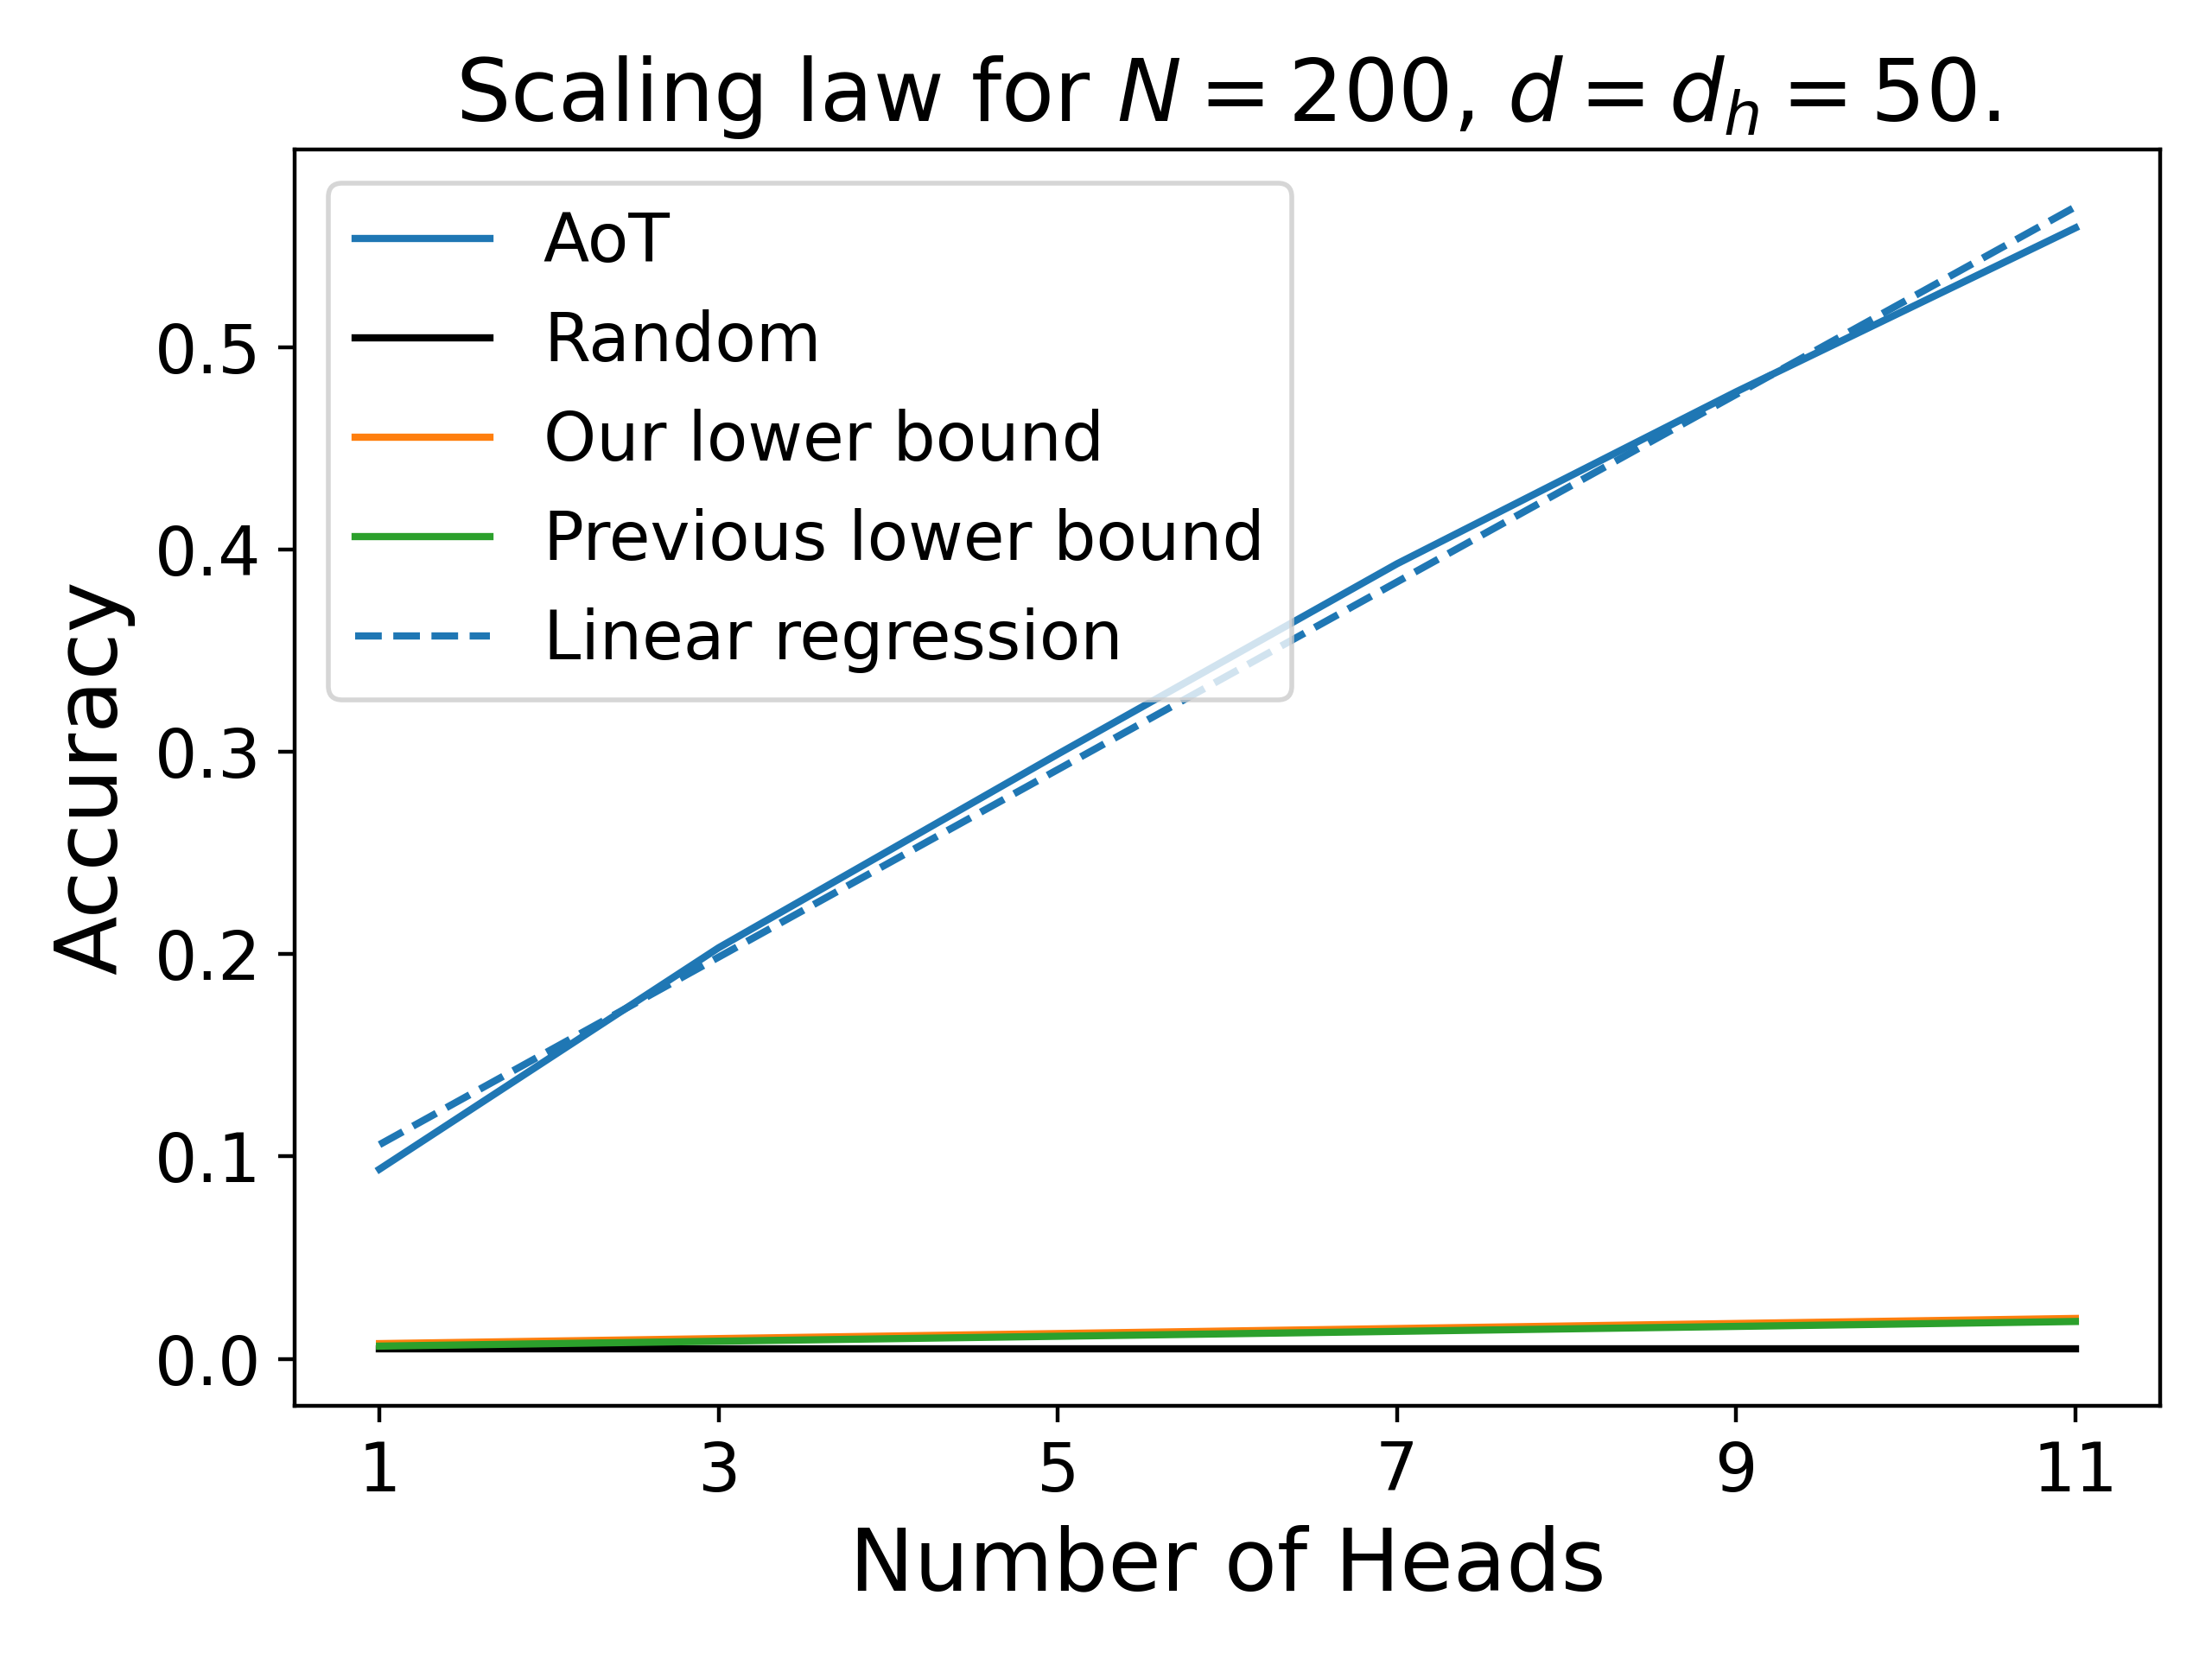 Scaling law for N = 200, d = d_h = 50.
AoT
Random
Our lower bound
Previous lower bound
Linear regression
Accuracy
0.5
0.4
0.3
0.2
0.1
0.0
1 3 5 7 9 11
Number of Heads